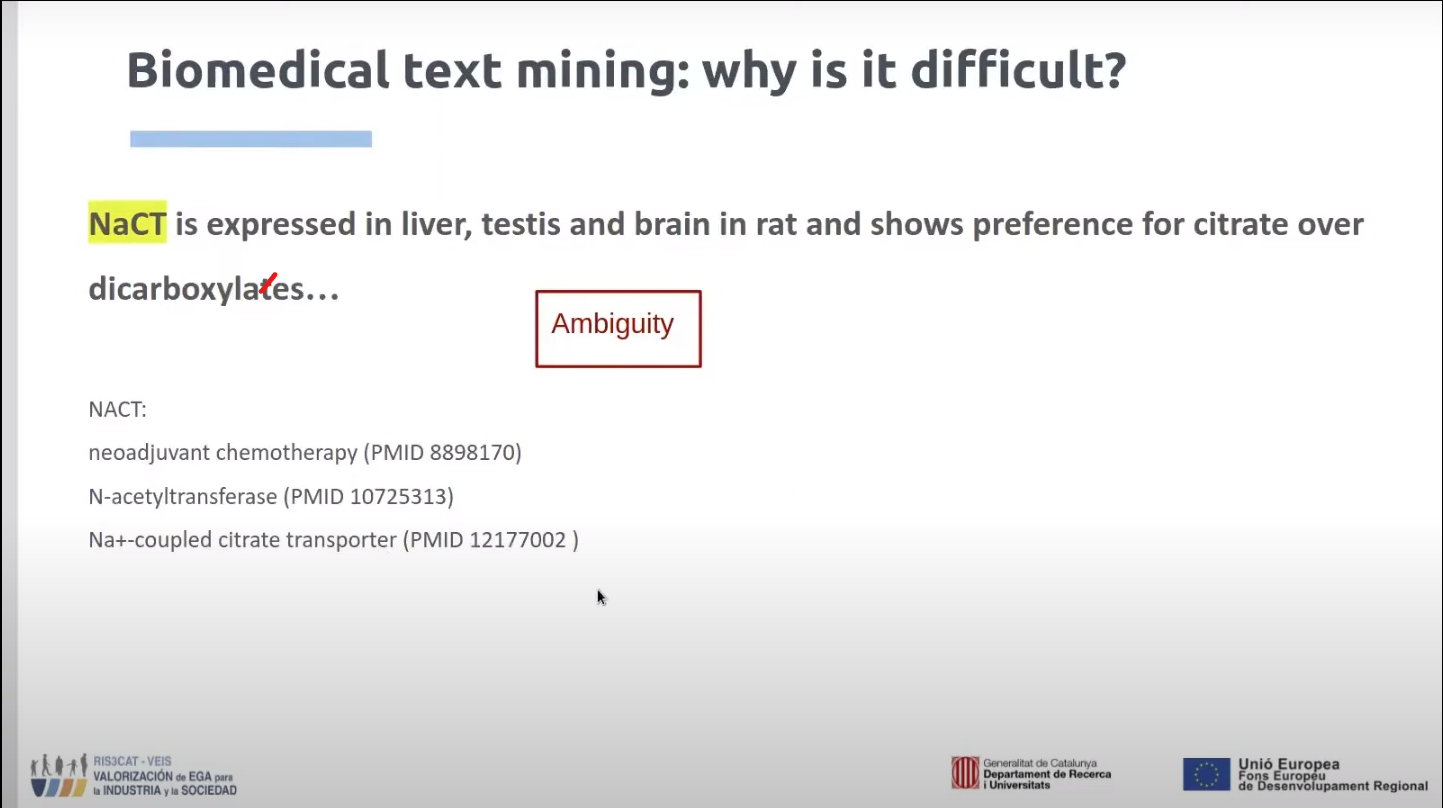 Biomedical text mining: why is it difficult?
NaCT is expressed in liver, testis and brain in rat and shows preference for citrate over
dicarboxylates...
Ambiguity
NACT:
neoadjuvant chemotherapy (PMID 8898170)
N-acetyltransferase (PMID 10725313)
Na+-coupled citrate transporter (PMID 12177002 )
RIS3CAT - VEIS
VALORIZACIÓN de EGA para
la INDUSTRIA y la SOCIEDAD
Generalitat de Catalunya
Departament de Recerca
i Universitats
Unió Europea
Fons Europeu
de Desenvolupament Regional